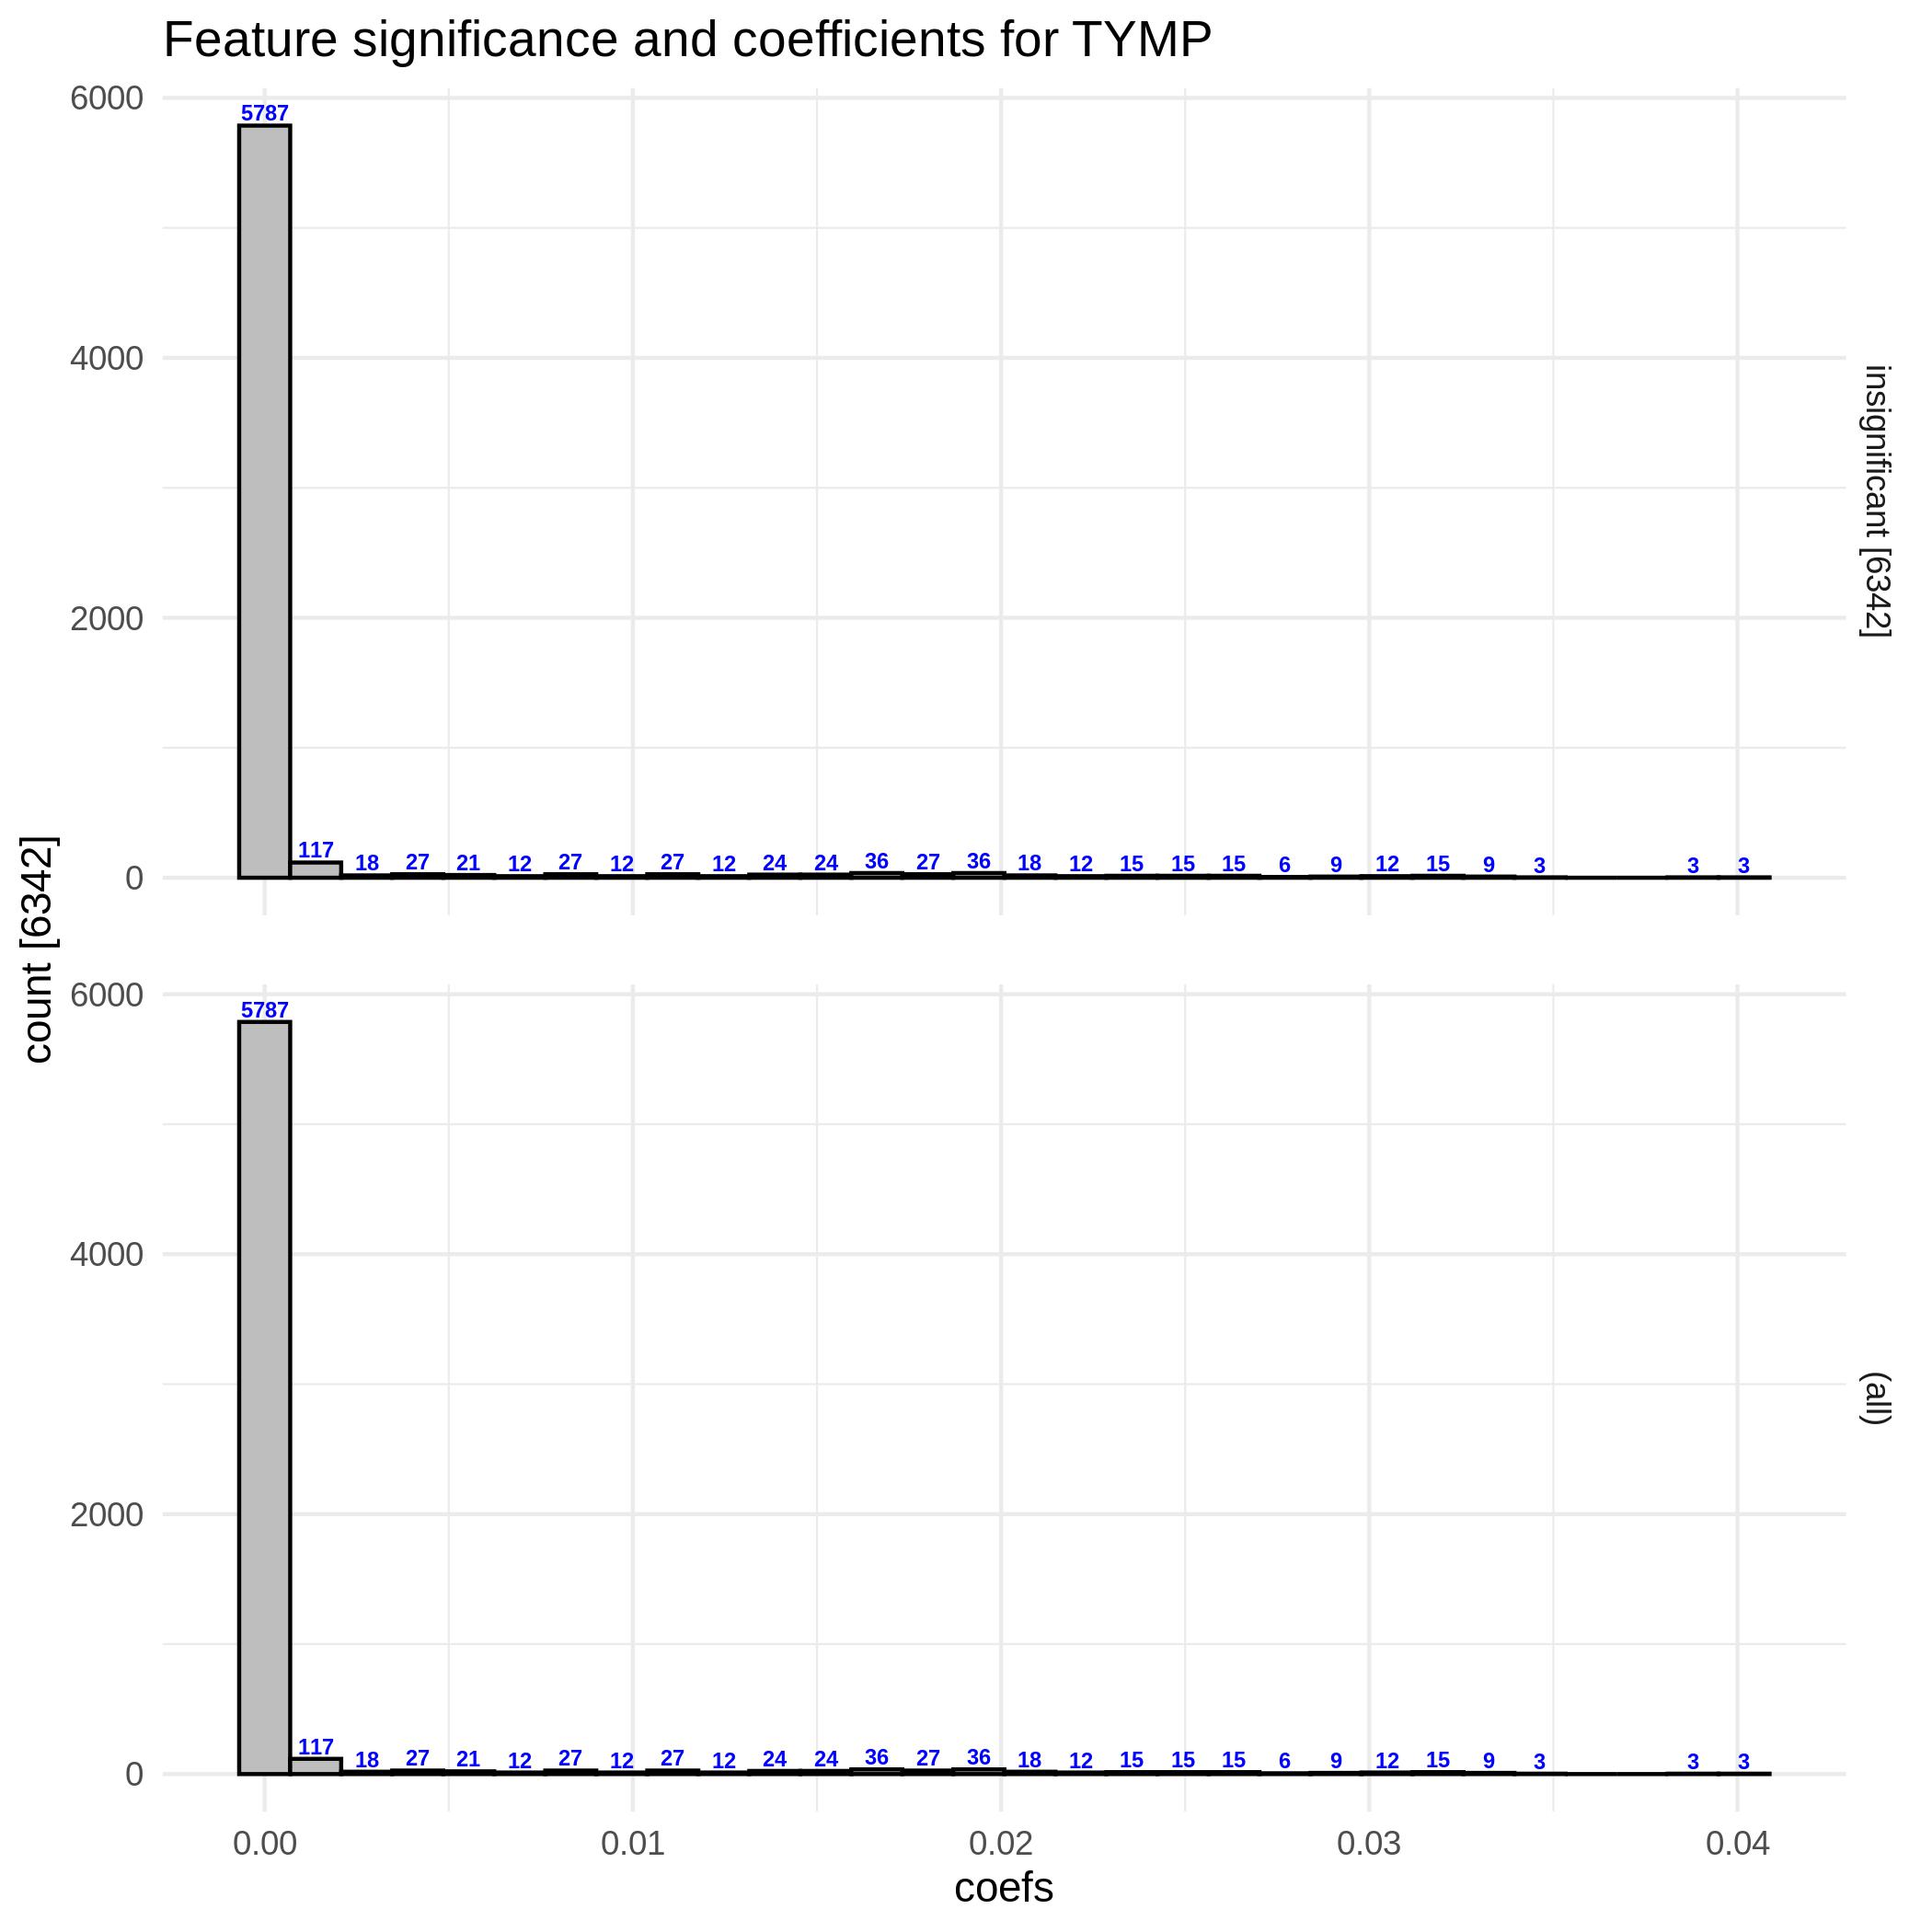 Feature significance and coefficients for TYMP
count [6342]
6000
4000
2000
0
5787
117 18 27 21 12 27 12 27 12 24 24 36 27 36 18 12 15 15 15 6 9 12 15 9 3 3 3
insignificant [6342]
6000
4000
2000
0
5787
117 18 27 21 12 27 12 27 12 24 24 36 27 36 18 12 15 15 15 6 9 12 15 9 3 3 3
(all)
0.00 0.01 0.02 0.03 0.04
coefs